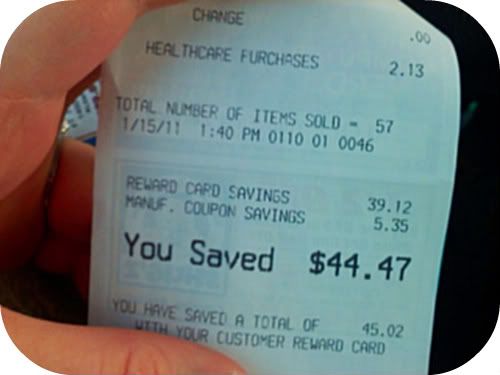 CHANGE .00
HEALTHCARE PURCHASES 2.13
TOTAL NUMBER OF ITEMS SOLD = 57
1/15/11 1:40 PM 0110 01 0046
REWARD CARD SAVINGS 39.12
MANUF. COUPON SAVINGS 5.35
You Saved $44.47
YOU HAVE SAVED A TOTAL OF 45.02
WITH YOUR CUSTOMER REWARD CARD